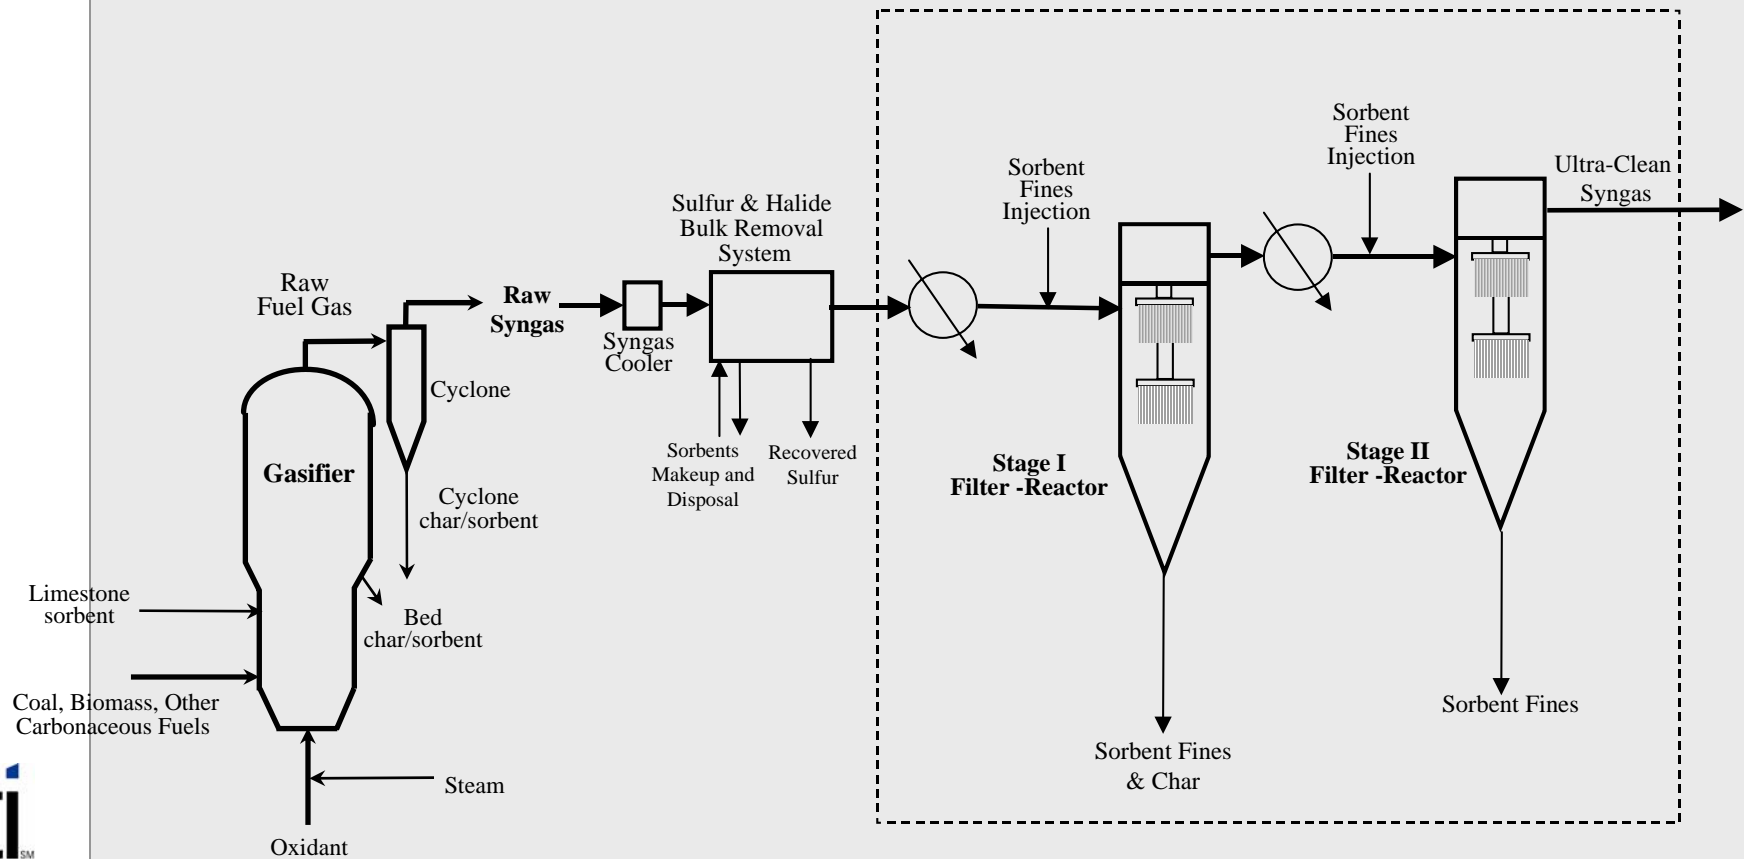 Sorbent
Fines
Injection
Ultra-Clean
Syngas
Sorbent
Fines
Injection
Sulfur & Halide
Bulk Removal
System
Raw
Fuel Gas
Raw
Syngas
Syngas
Cooler
Cyclone
Gasifier
Sorbents
Makeup and
Disposal
Recovered
Sulfur
Stage I
Filter -Reactor
Stage II
Filter -Reactor
Cyclone
char/sorbent
Limestone
sorbent
Bed
char/sorbent
Coal, Biomass, Other
Carbonaceous Fuels
Sorbent Fines
Sorbent Fines
& Char
Steam
Oxidant
SM